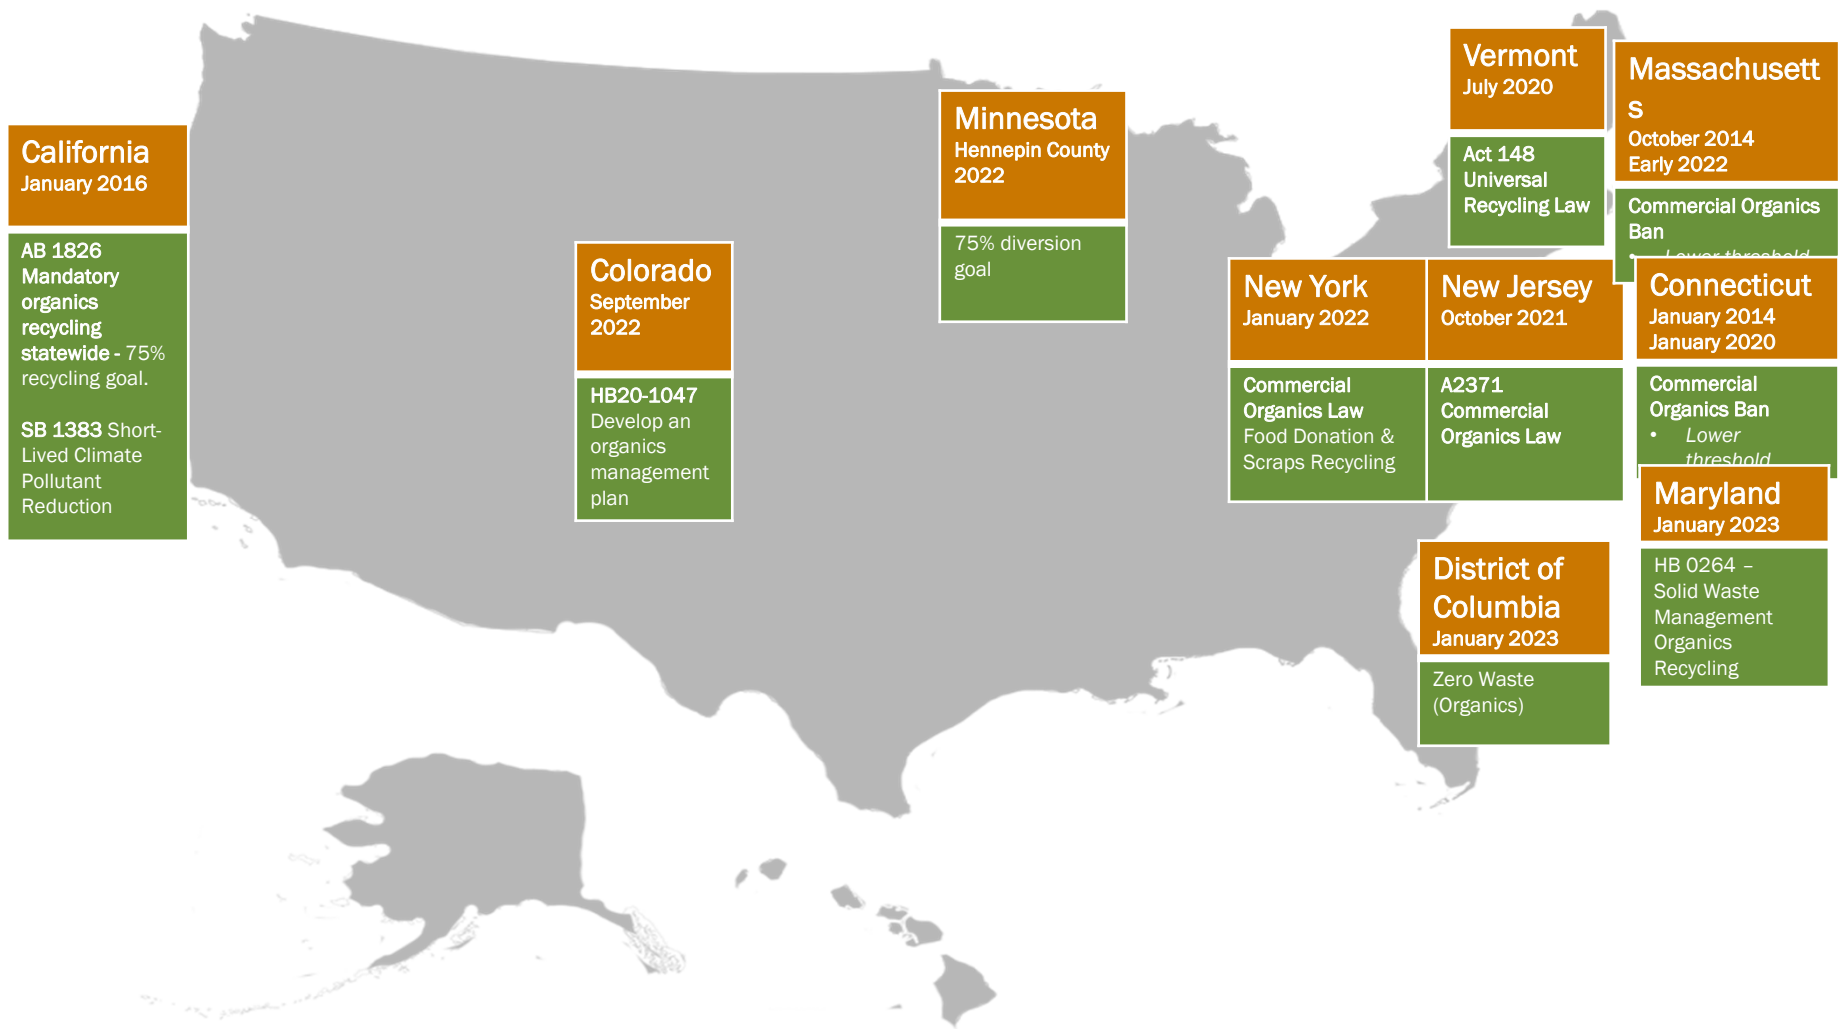 California
January 2016
AB 1826
Mandatory
organics
recycling
statewide - 75%
recycling goal.
SB 1383 Short-
Lived Climate
Pollutant
Reduction
Colorado
September
2022
HB20-1047
Develop an
organics
management
plan
Minnesota
Hennepin County
2022
75% diversion
goal
Vermont
July 2020
Act 148
Universal
Recycling Law
Massachusett
s
October 2014
Early 2022
Commercial Organics
Ban
• Lower threshold
New York
January 2022
Commercial
Organics Law
Food Donation &
Scraps Recycling
New Jersey
October 2021
A2371
Commercial
Organics Law
Connecticut
January 2014
January 2020
Commercial
Organics Ban
• Lower
threshold
Maryland
January 2023
HB 0264 –
Solid Waste
Management
Organics
Recycling
District of
Columbia
January 2023
Zero Waste
(Organics)